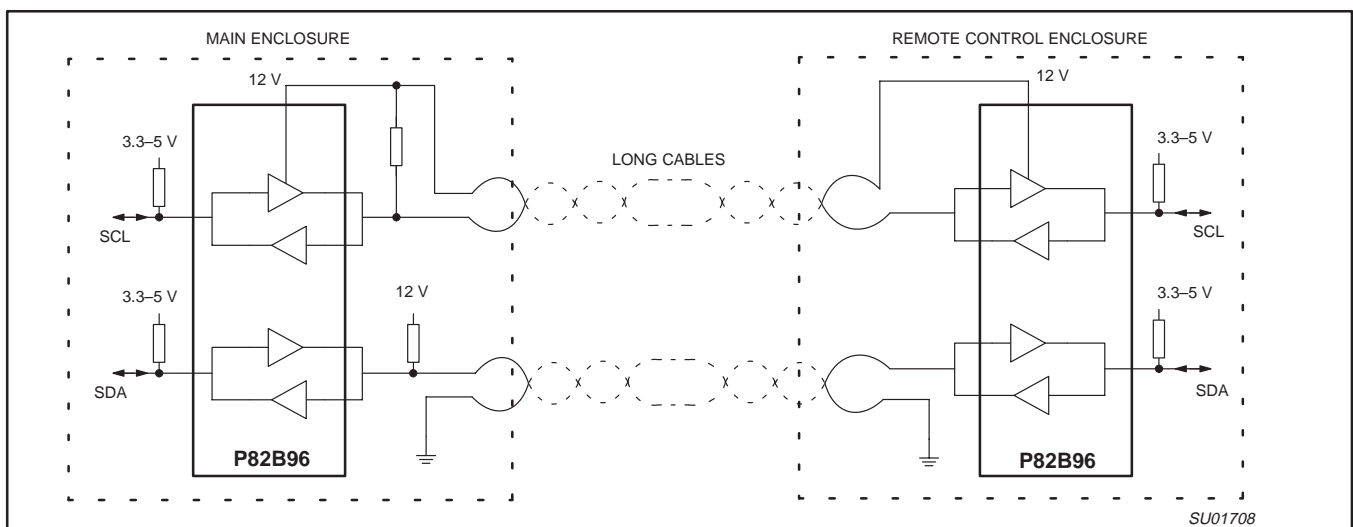 MAIN ENCLOSURE
REMOTE CONTROL ENCLOSURE
12 V
12 V
3.3–5 V
3.3–5 V
LONG CABLES
SCL
SCL
3.3–5 V
12 V
3.3–5 V
SDA
SDA
P82B96
P82B96
SU01708